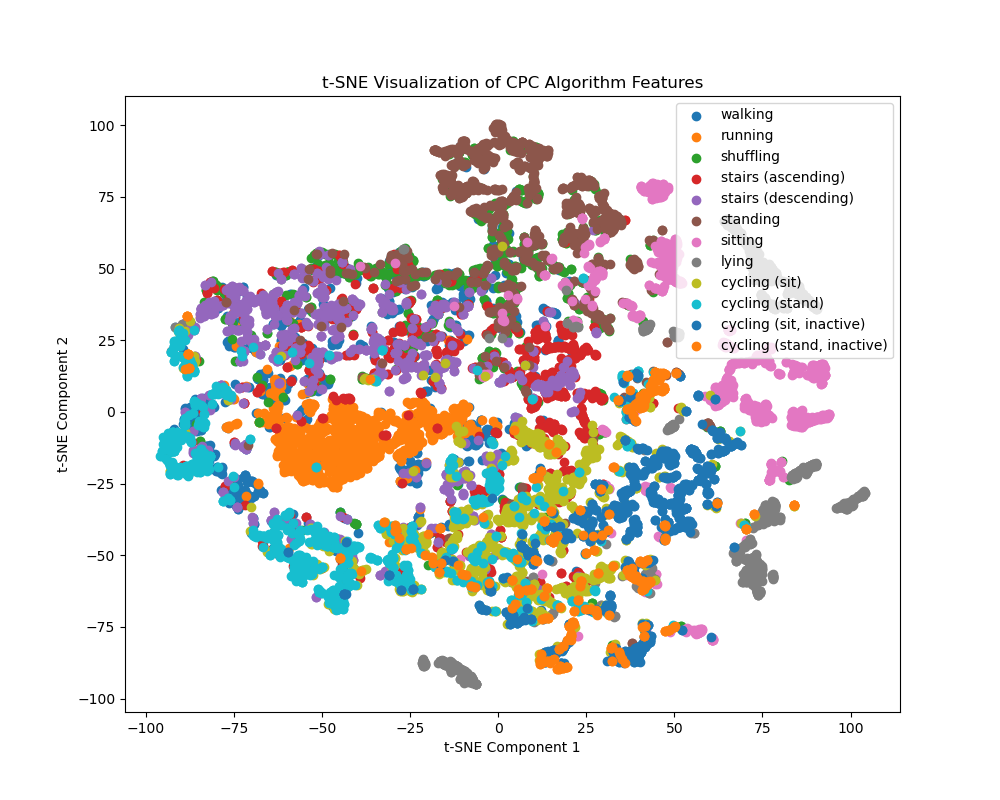 t-SNE Visualization of CPC Algorithm Features
walking
running
shuffling
stairs (ascending)
stairs (descending)
standing
sitting
lying
cycling (sit)
cycling (stand)
cycling (sit, inactive)
cycling (stand, inactive)
100
75
50
25
0
−25
−50
−75
−100
t-SNE Component 2
−100
−75
−50
−25
0
25
50
75
100
t-SNE Component 1